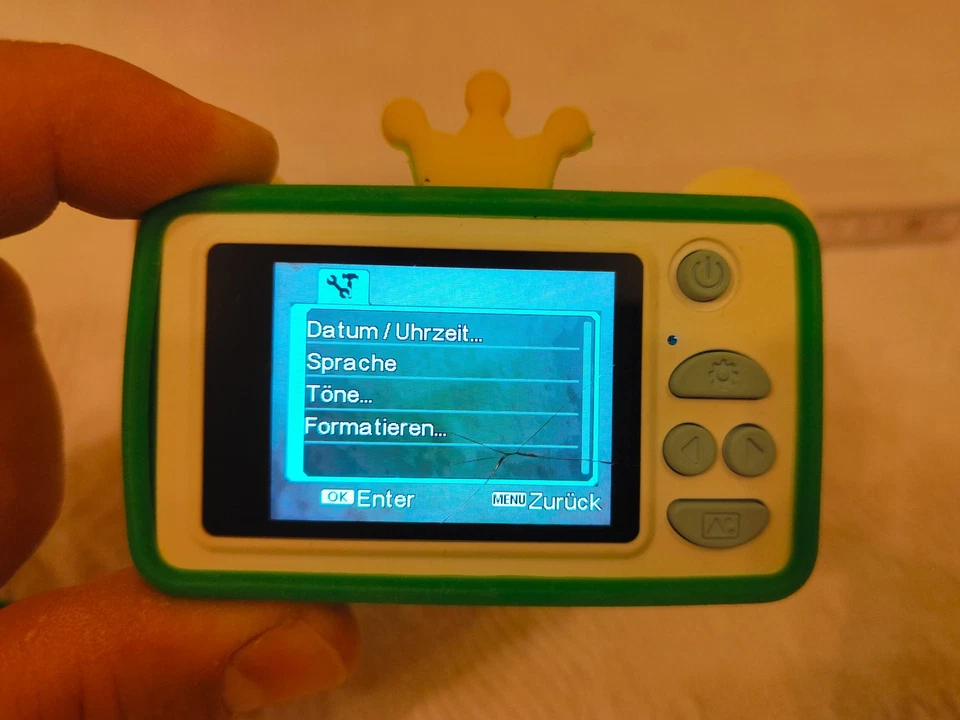 Datum / Uhrzeit...
Sprache
Töne...
Formatieren...
OK Enter MENU Zurück